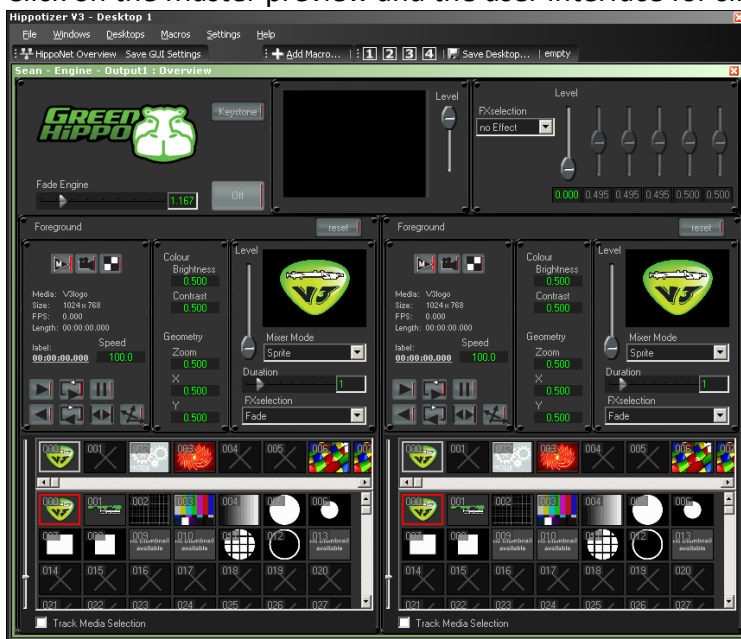 Click on the master preview and the user interface for
Hippotizer V3 - Desktop 1
File Windows Desktops Macros Settings Help
HippoNet Overview Save GUI Settings Add Macro... 1 2 3 4 Save Desktop... empty
Sean - Engine - Output1 : Overview
GREEN HIPPO
Keystone
Level
FXselection
Level
no Effect
Fade Engine
1.167
Off
0.000 0.495 0.495 0.495 0.500 0.500
Foreground reset
Colour
Brightness
0.500
Contrast
0.500
Level
V3
Media: V3logo
Size: 1024 x 768
FPS: 0.000
Length: 00:00:00.000
label:
00:00:00.000
Speed
100.0
Geometry
Zoom
0.500
X
0.500
Y
0.500
Mixer Mode
Sprite
Duration
1
FXselection
Fade
000 001 002 003 004 005 006
000 001 002 003 004 005 006
007 008 009 010 011 012 013
available available available
014 015 016 017 018 019 020
021 022 023 024 025 026 027
Track Media Selection
Foreground reset
Colour
Brightness
0.500
Contrast
0.500
Level
V3
Media: V3logo
Size: 1024 x 768
FPS: 0.000
Length: 00:00:00.000
label:
00:00:00.000
Speed
100.0
Geometry
Zoom
0.500
X
0.500
Y
0.500
Mixer Mode
Sprite
Duration
1
FXselection
Fade
000 001 002 003 004 005 006
000 001 002 003 004 005 006
007 008 009 010 011 012 013
available available available
014 015 016 017 018 019 020
021 022 023 024 025 026 027
Track Media Selection